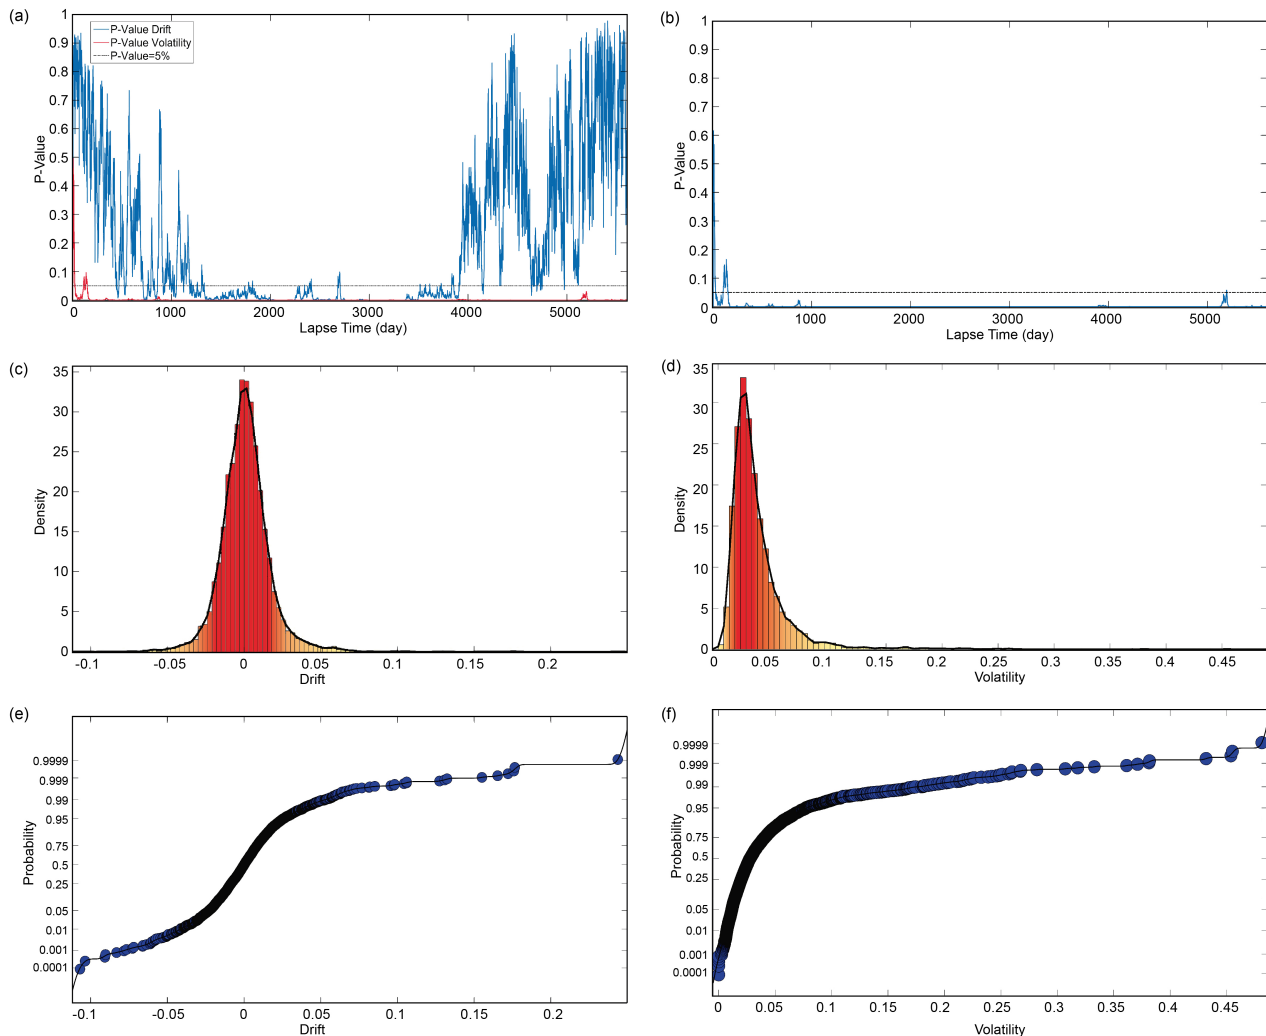 (a)
1
0.9
0.8
0.7
0.6
0.5
0.4
0.3
0.2
0.1
0
P-Value
P-Value Drift
P-Value Volatility
P-Value=5%
0 1000 2000 3000 4000 5000
Lapse Time (day)
(b)
1
0.9
0.8
0.7
0.6
0.5
0.4
0.3
0.2
0.1
0
P-Value
0 1000 2000 3000 4000 5000
Lapse Time (day)
(c)
35
30
25
20
15
10
5
0
Density
-0.1 -0.05 0 0.05 0.1 0.15 0.2
Drift
(d)
35
30
25
20
15
10
5
0
Density
0 0.05 0.1 0.15 0.2 0.25 0.3 0.35 0.4 0.45
Volatility
(e)
0.9999
0.999
0.99
0.95
0.75
0.5
0.25
0.05
0.01
0.001
0.0001
Probability
-0.1 -0.05 0 0.05 0.1 0.15 0.2
Drift
(f)
0.9999
0.999
0.99
0.95
0.75
0.5
0.25
0.05
0.01
0.001
0.0001
Probability
0 0.05 0.1 0.15 0.2 0.25 0.3 0.35 0.4 0.45
Volatility